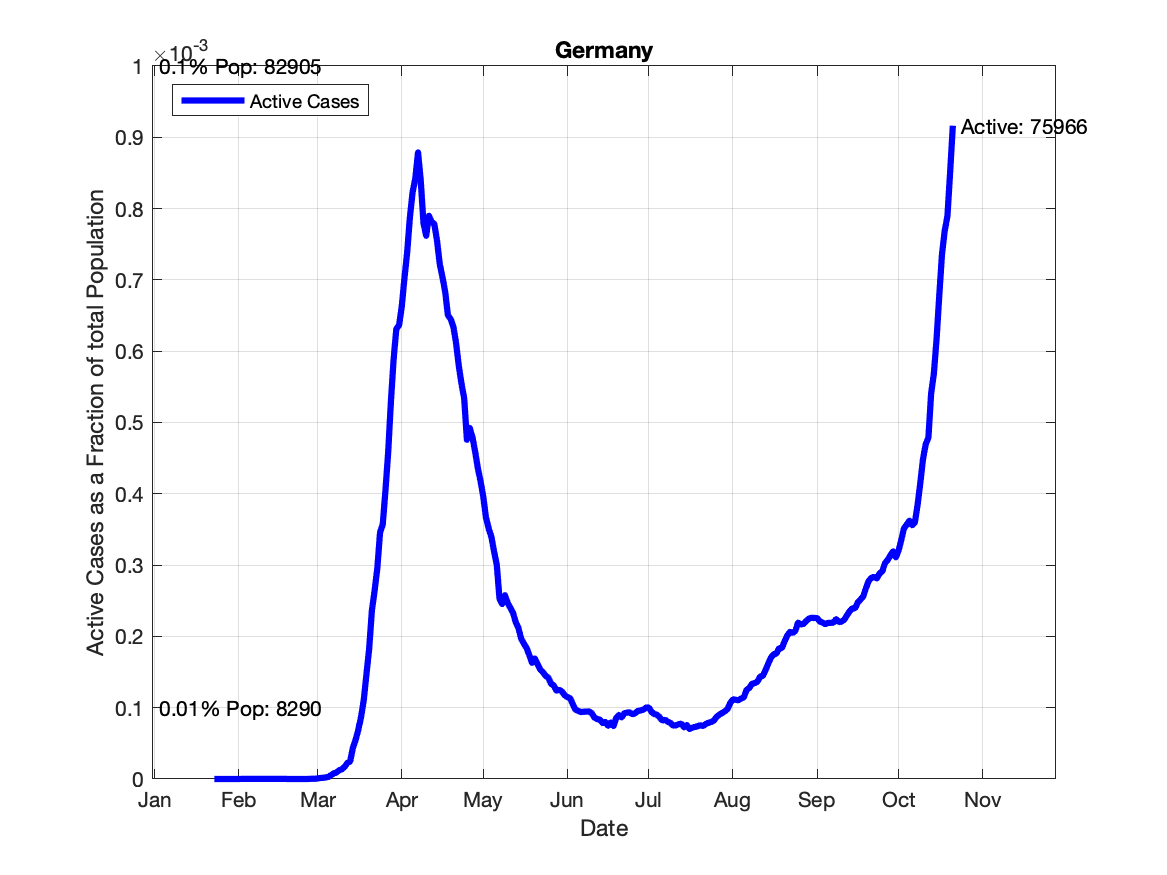 Germany
×10-3
0.1% Pop: 82905
Active Cases
Active: 75966
0.01% Pop: 8290
Active Cases as a Fraction of total Population
1
0.9
0.8
0.7
0.6
0.5
0.4
0.3
0.2
0.1
0
Jan Feb Mar Apr May Jun Jul Aug Sep Oct Nov
Date